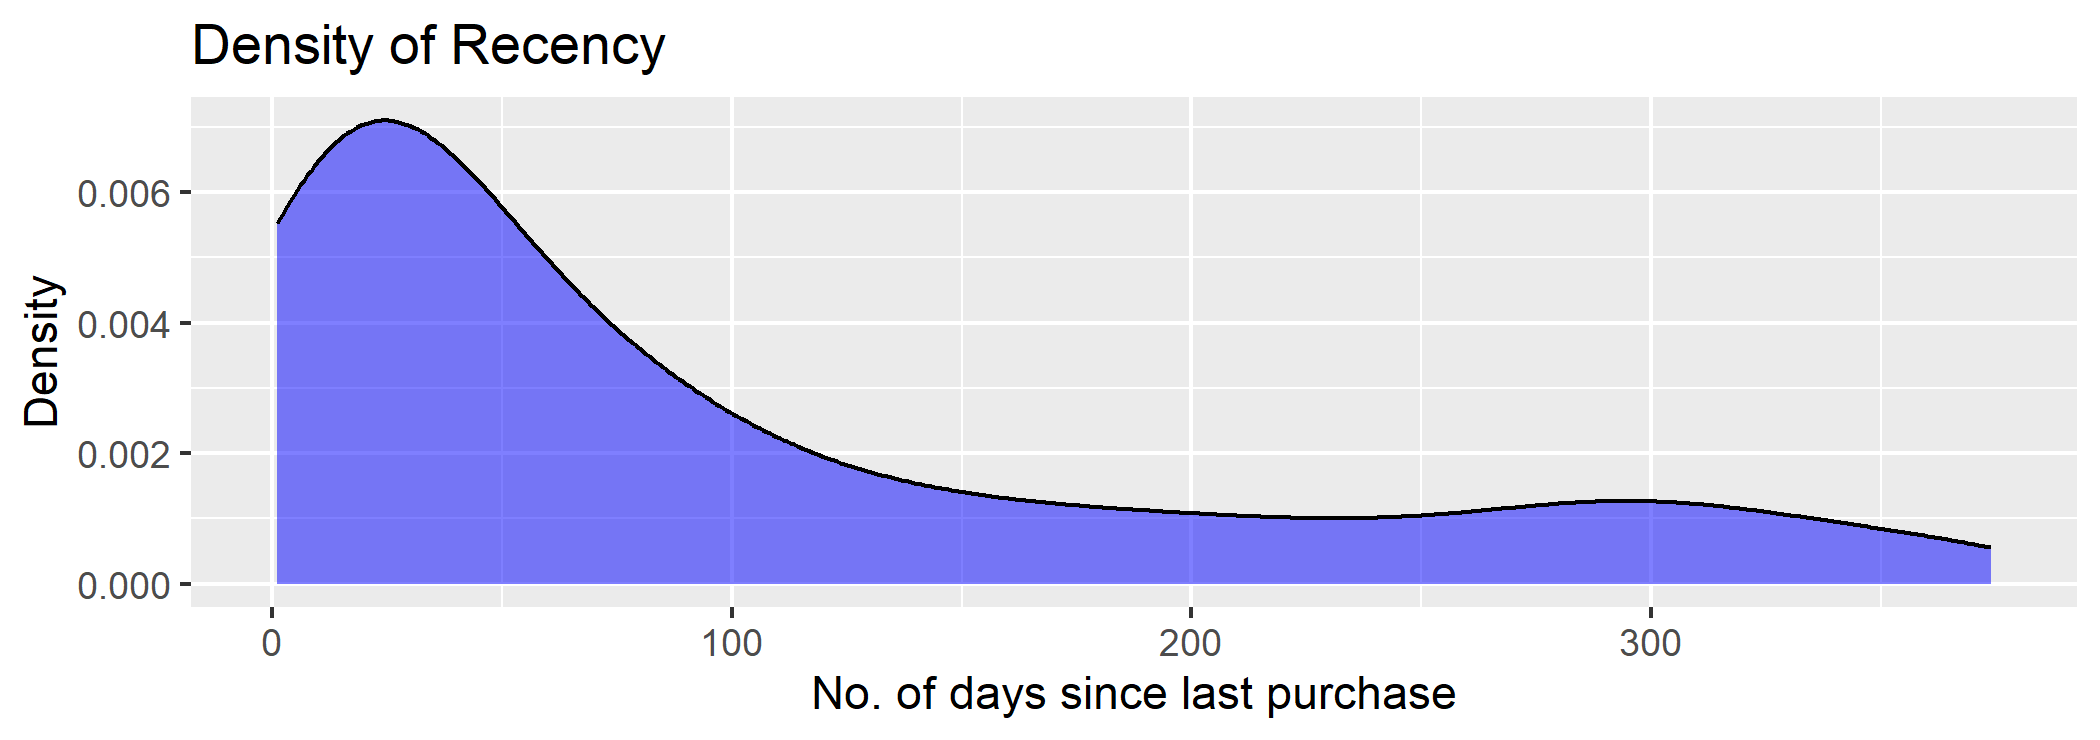 Density of Recency
Density
0.006
0.004
0.002
0.000
0 100 200 300
No. of days since last purchase